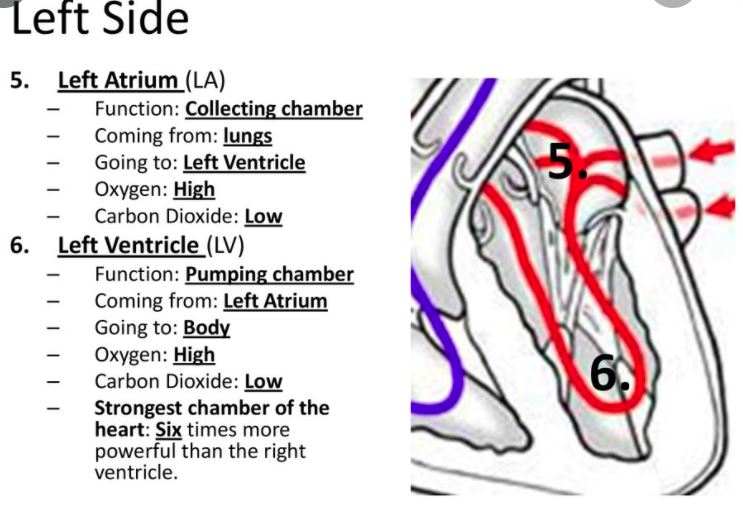 Left Side
5. Left Atrium (LA)
– Function: Collecting chamber
– Coming from: lungs
– Going to: Left Ventricle
– Oxygen: High
– Carbon Dioxide: Low
6. Left Ventricle (LV)
– Function: Pumping chamber
– Coming from: Left Atrium
– Going to: Body
– Oxygen: High
– Carbon Dioxide: Low
– Strongest chamber of the
heart: Six times more
powerful than the right
ventricle.
5.
6.